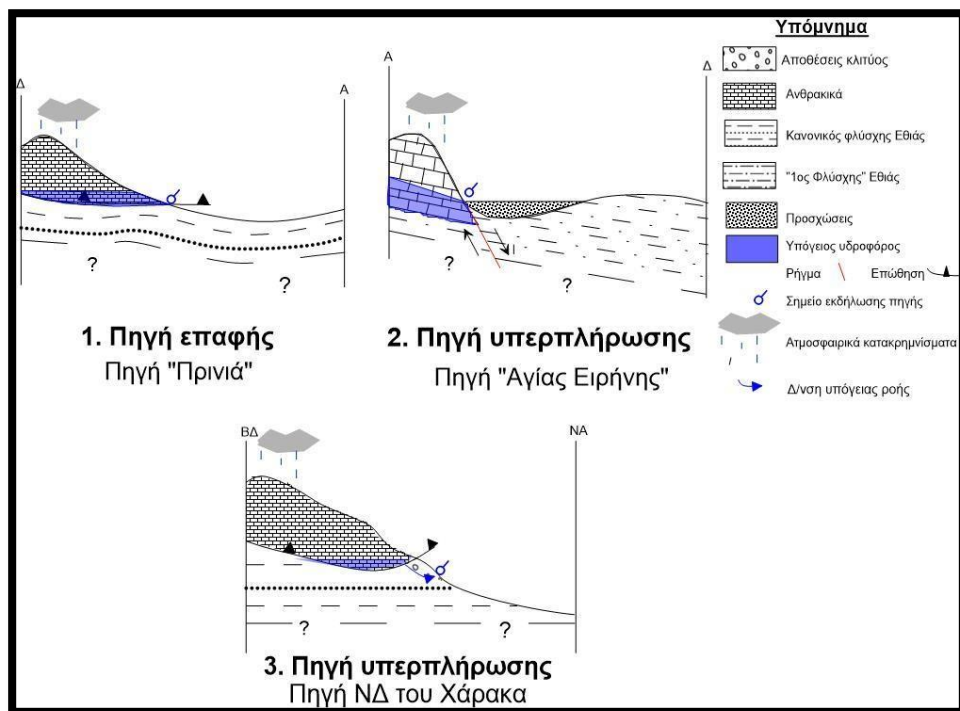 Δ
Α
?
?
1. Πηγή επαφής
Πηγή "Πρινιά"
Α
Δ
?
?
2. Πηγή υπερπλήρωσης
Πηγή "Αγίας Ειρήνης"
ΒΔ
ΝΑ
?
?
3. Πηγή υπερπλήρωσης
Πηγή ΝΔ του Χάρακα
Υπόμνημα
Αποθέσεις κλιτύος
Ανθρακικά
Κανονικός φλύσχης Εθιάς
"1ος Φλύσχης" Εθιάς
Προσχώσεις
Υπόγειος υδροφόρος
Ρήγμα Επώθηση
Σημείο εκδήλωσης πηγής
Ατμοσφαιρικά κατακρημνίσματα
Δ/νση υπόγειας ροής